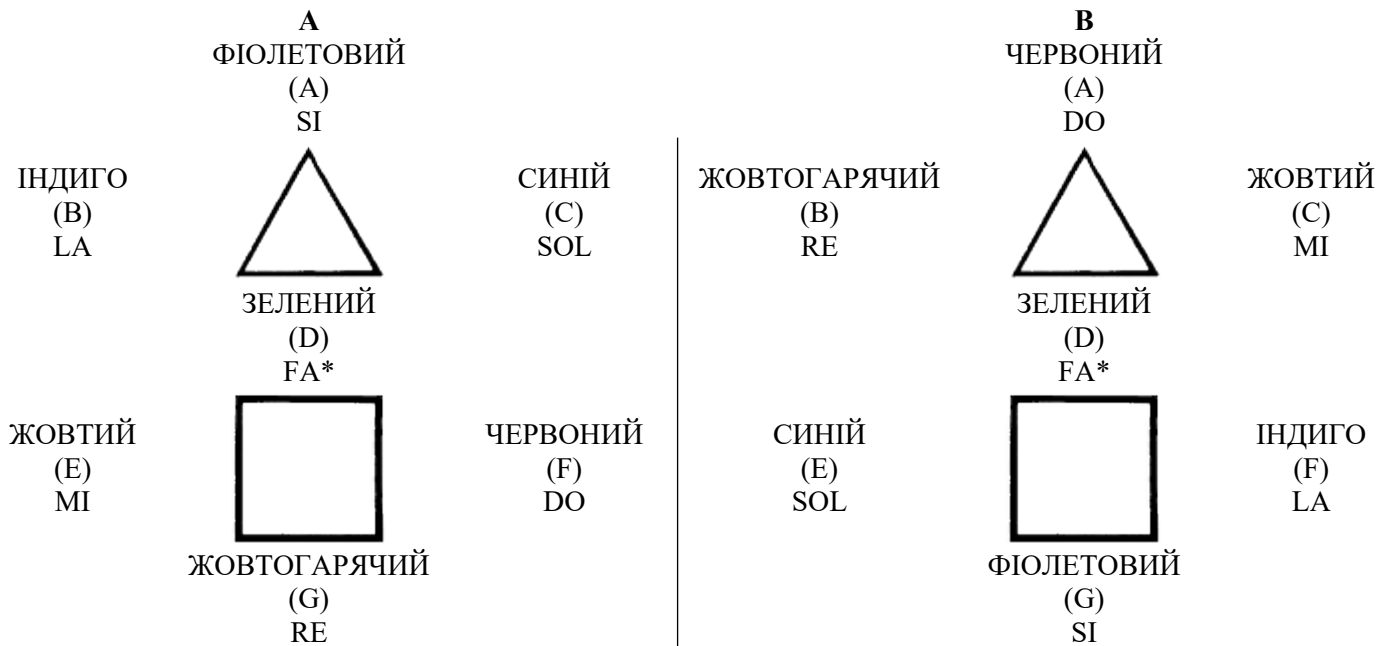 A
ФІОЛЕТОВИЙ
(A)
SI
ІНДИГО
(B)
LA
СИНІЙ
(C)
SOL
ЗЕЛЕНИЙ
(D)
FA*
ЖОВТИЙ
(E)
MI
ЧЕРВОНИЙ
(F)
DO
ЖОВТОГАРЯЧИЙ
(G)
RE
B
ЧЕРВОНИЙ
(A)
DO
ЖОВТОГАРЯЧИЙ
(B)
RE
ЖОВТИЙ
(C)
MI
ЗЕЛЕНИЙ
(D)
FA*
СИНІЙ
(E)
SOL
ІНДИГО
(F)
LA
ФІОЛЕТОВИЙ
(G)
SI